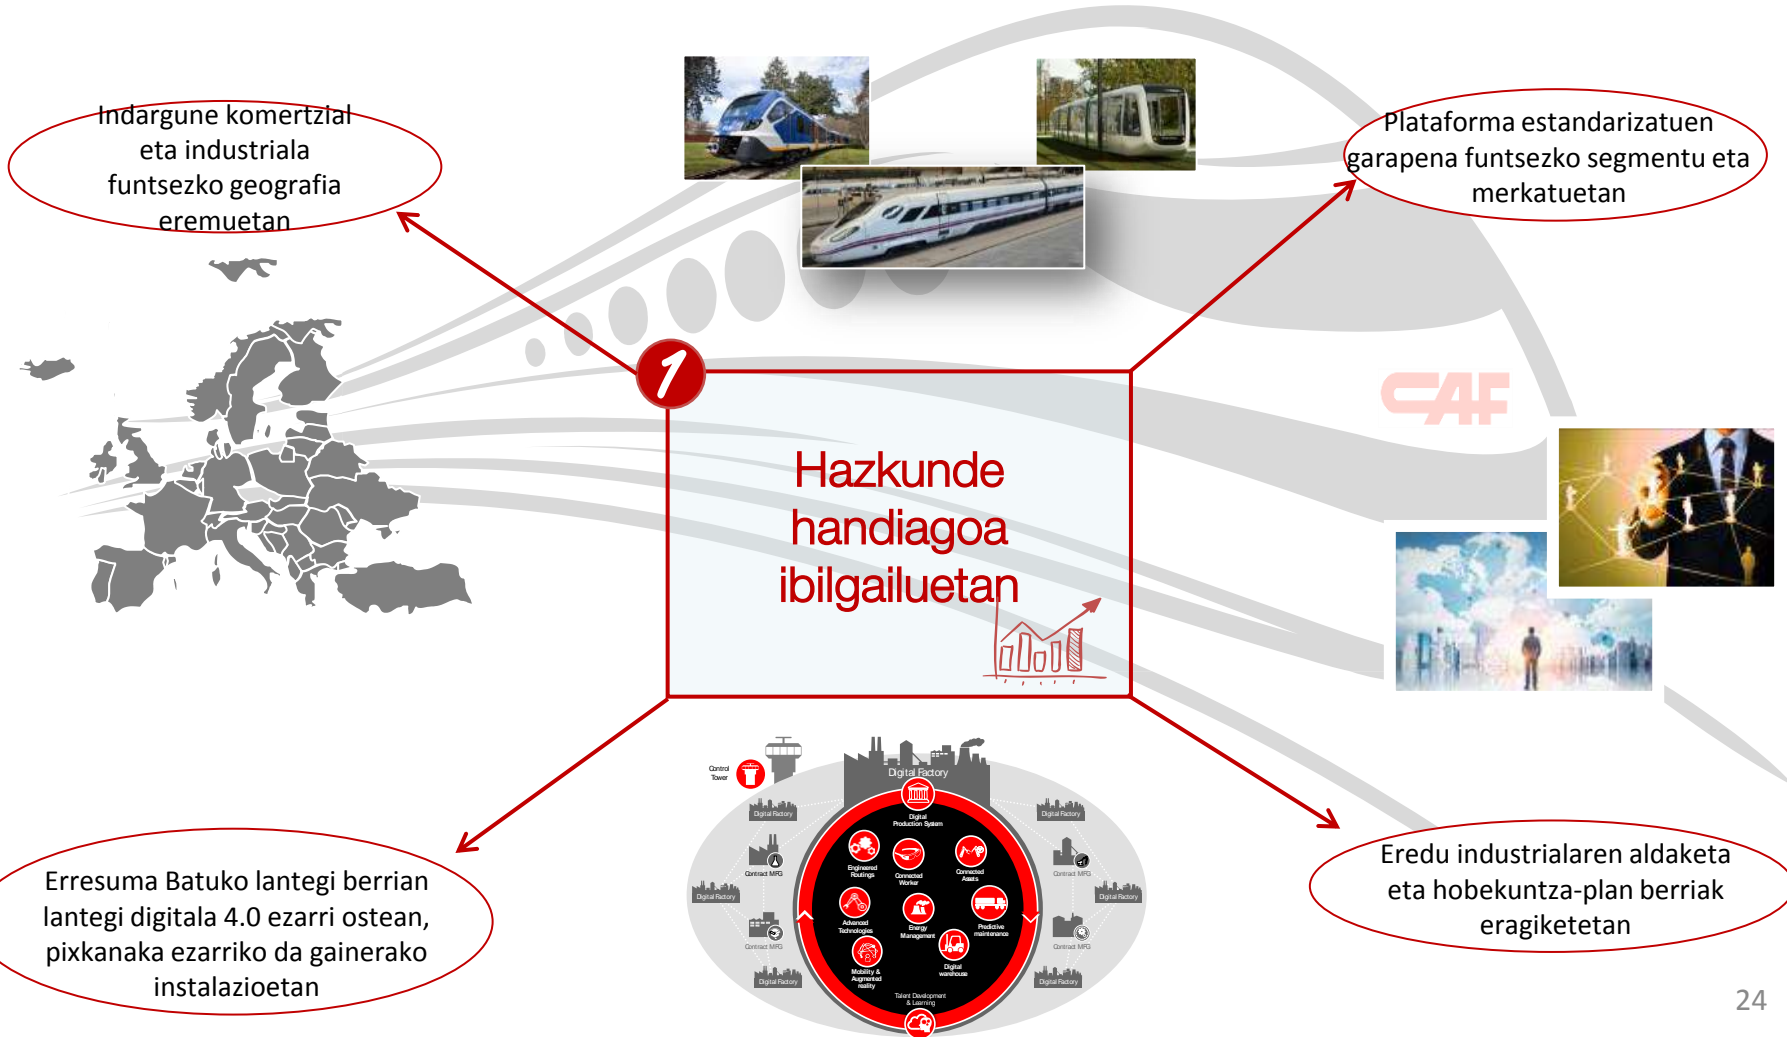 Indargune komertzial
eta industriala
funtsezko geografia
eremuetan
Plataforma estandarizatuen
garapena funtsezko segmentu eta
merkatuetan
1
CAF
Hazkunde
handiagoa
ibilgailuetan
Erresuma Batuko lantegi berrian
lantegi digitala 4.0 ezarri ostean,
pixkanaka ezarriko da gainerako
instalazioetan
Eredu industrialaren aldaketa
eta hobekuntza-plan berriak
eragiketetan
Control
Tower
Digital Factory
Digital Factory
Digital Factory
Digital
Production System
Contract MFG
Contract MFG
Engineered
Routings
Connected
Worker
Connected
Assets
Digital Factory
Digital Factory
Advanced
Technologies
Energy
Management
Predictive
maintenance
Contract MFG
Contract MFG
Mobility &
Augmented
reality
Digital
warehouse
Digital Factory
Digital Factory
Talent Development
& Learning
24